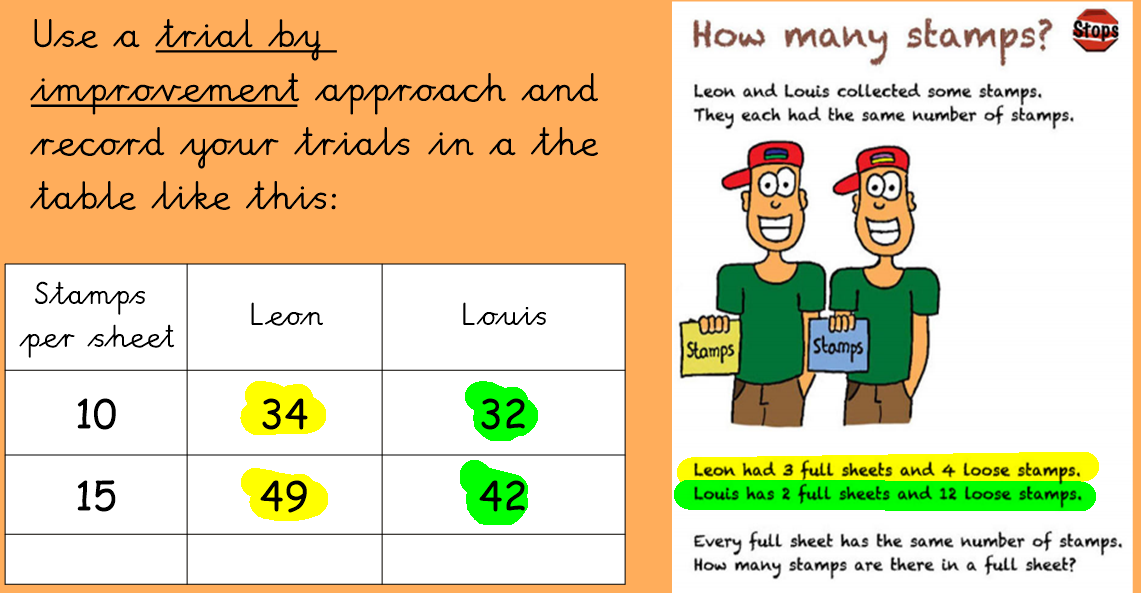 Use a trial by
improvement approach and
record your trials in a the
table like this:
Stamps per sheet Leon Louis
10 34 32
15 49 42
How many stamps?
Stops
Leon and Louis collected some stamps.
They each had the same number of stamps.
Stamps
Stamps
Leon had 3 full sheets and 4 loose stamps.
Louis has 2 full sheets and 12 loose stamps.
Every full sheet has the same number of stamps.
How many stamps are there in a full sheet?